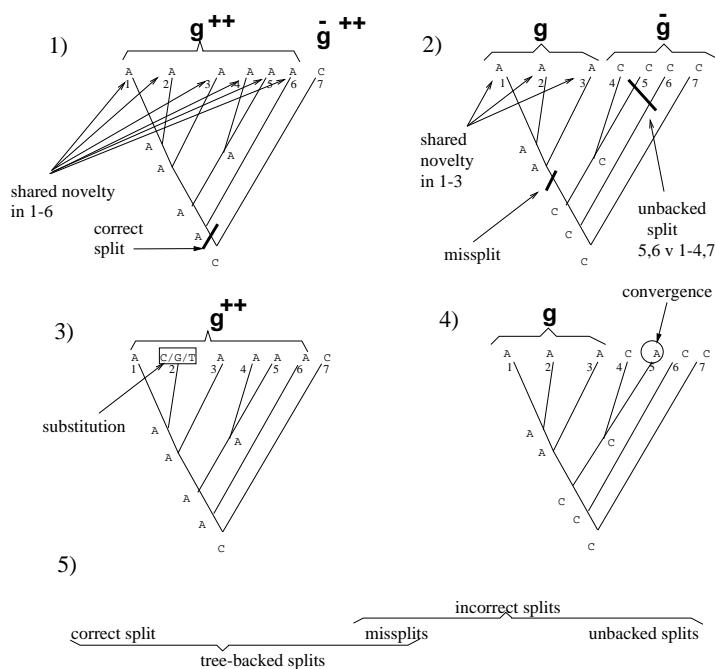 1)
g++ g̅ ++
A A A A A A C
1 2 3 4 5 6 7
A
A
A
A
A
C
shared novelty
in 1-6
correct
split
2)
g g̅
A A A C C C C
1 2 3 4 5 6 7
A
A
C
C
C
C
C
shared
novelty
in 1-3
missplit
unbacked
split
5,6 v 1-4,7
3)
g++
A C/G/T A A A A C
1 2 3 4 5 6 7
substitution
A
A
A
A
A
C
4)
convergence
g
A A A C A C C
1 2 3 4 5 6 7
A
A
C
C
C
C
5)
incorrect splits
correct split missplits unbacked splits
tree-backed splits